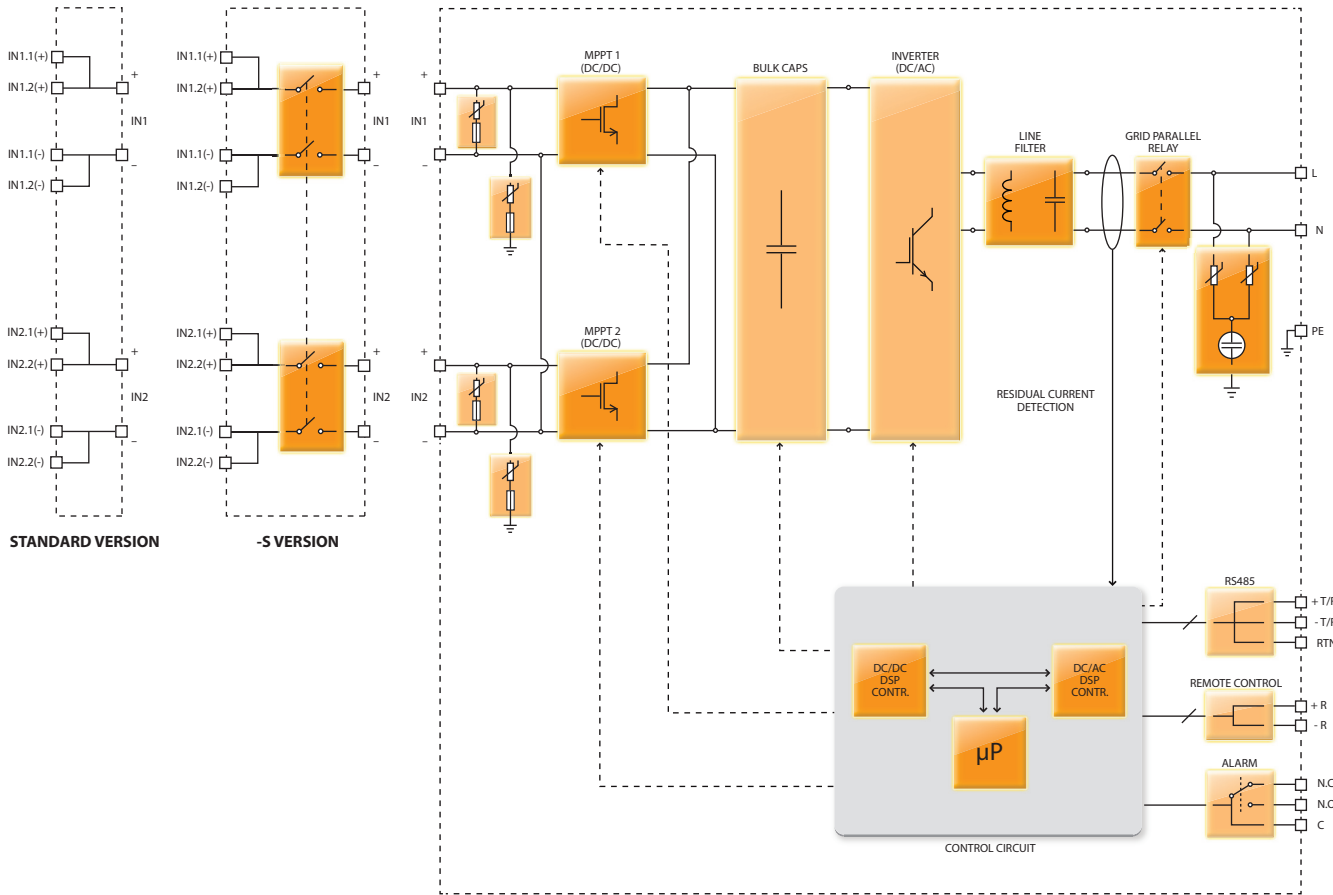 IN1.1(+)
IN1.2(+)
+
IN1
IN1.1(-)
–
IN1.2(-)
IN2.1(+)
+
IN2.2(+)
IN2
IN2.1(-)
–
IN2.2(-)
STANDARD VERSION
IN1.1(+)
+
IN1.2(+)
IN1
IN1.1(-)
–
IN1.2(-)
IN2.1(+)
+
IN2.2(+)
IN2
IN2.1(-)
–
IN2.2(-)
-S VERSION
+
IN1
–
+
IN2
–
MPPT 1
(DC/DC)
MPPT 2
(DC/DC)
BULK CAPS
INVERTER
(DC/AC)
LINE
FILTER
GRID PARALLEL
RELAY
L
N
PE
RESIDUAL CURRENT
DETECTION
DC/DC
DSP
CONTR.
DC/AC
DSP
CONTR.
µP
CONTROL CIRCUIT
RS485
+ T/
- T/
RTN
REMOTE CONTROL
+ R
- R
ALARM
N.
N.
C